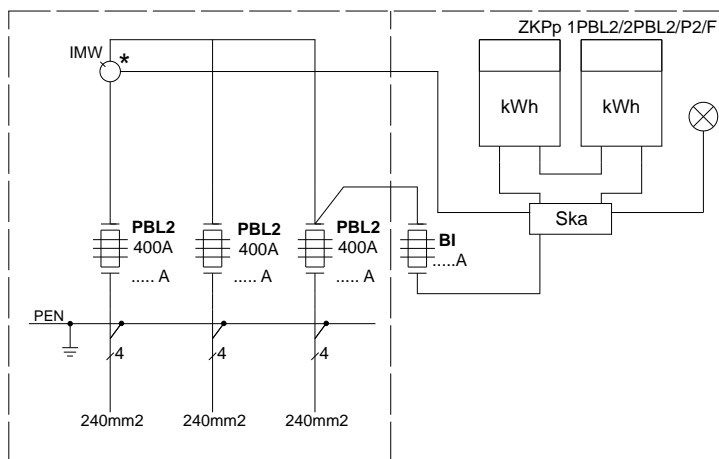 ZKPp 1PBL2/2PBL2/P2/F
IMW
*
kWh
kWh
Ska
PBL2
400A
..... A
PBL2
400A
..... A
PBL2
400A
..... A
BI
.....A
PEN
4
4
4
240mm2
240mm2
240mm2